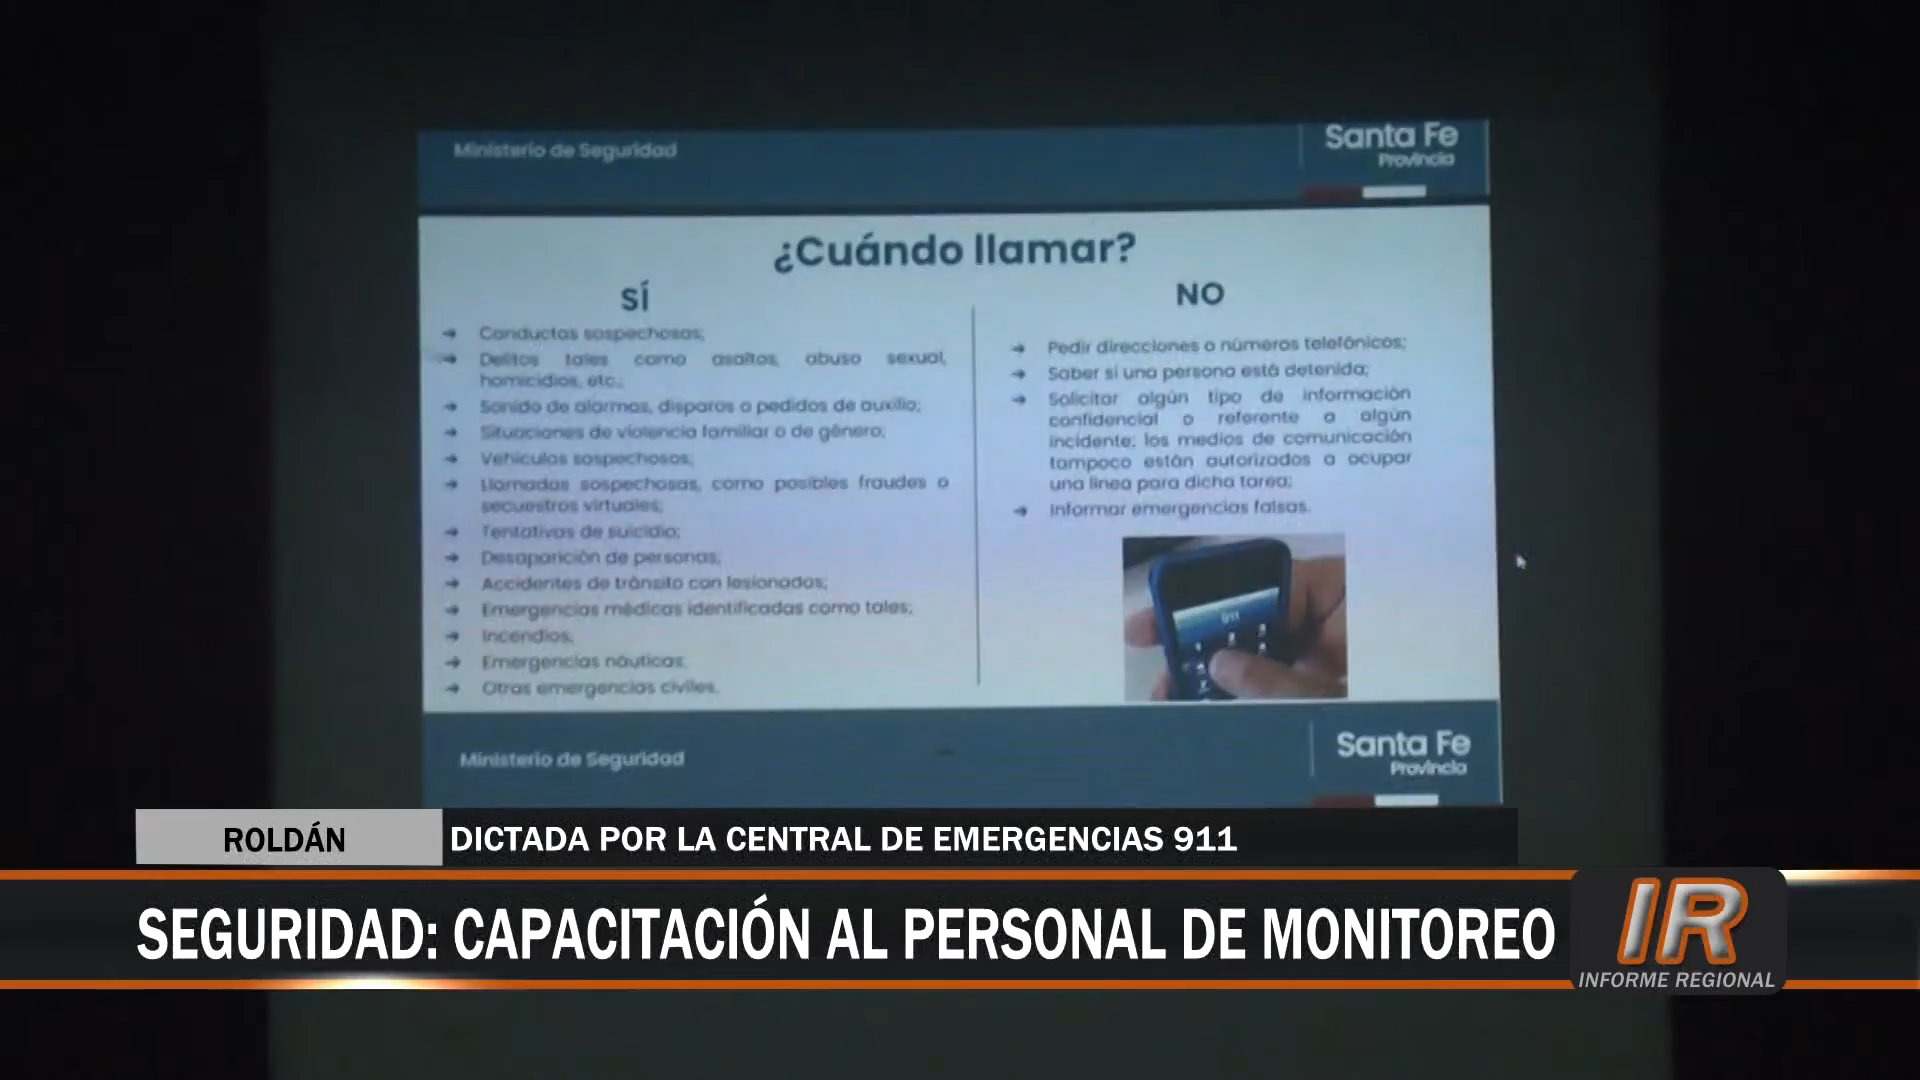 Ministerio de Seguridad
Santa Fe
Provincia
¿Cuándo llamar?
SÍ
Conductas sospechosas;
Delitos tales como asaltos, abuso sexual,
homicidios, etc.;
Sonido de alarmas, disparos o pedidos de auxilio;
Situaciones de violencia familiar o de género;
Vehículos sospechosos;
Llamadas sospechosas, como posibles fraudes o
secuestros virtuales;
Tentativas de suicidio;
Desaparición de personas;
Accidentes de tránsito con lesionados;
Emergencias médicas identificadas como tales;
Incendios;
Emergencias náuticas;
Otras emergencias civiles.
NO
Pedir direcciones o números telefónicos;
Saber si una persona está detenida;
Solicitar algún tipo de información
confidencial o referente a algún
incidente; los medios de comunicación
tampoco están autorizados a ocupar
una línea para dicha tarea;
Informar emergencias falsas.
911
Ministerio de Seguridad
Santa Fe
Provincia
ROLDÁN
DICTADA POR LA CENTRAL DE EMERGENCIAS 911
SEGURIDAD: CAPACITACIÓN AL PERSONAL DE MONITOREO
IR
INFORME REGIONAL